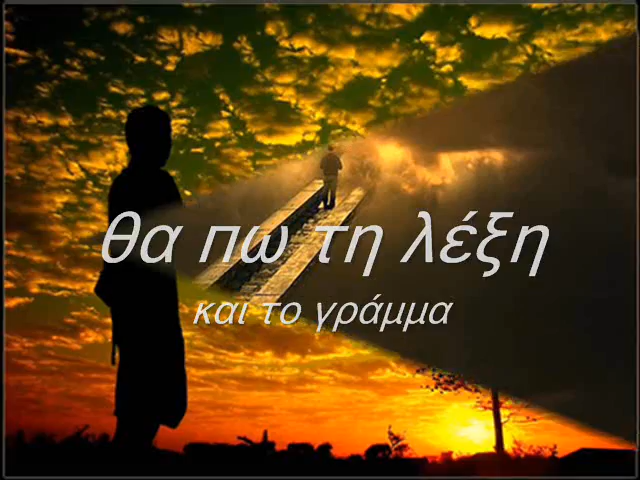 θα πω τη λέξη
και το γράμμα